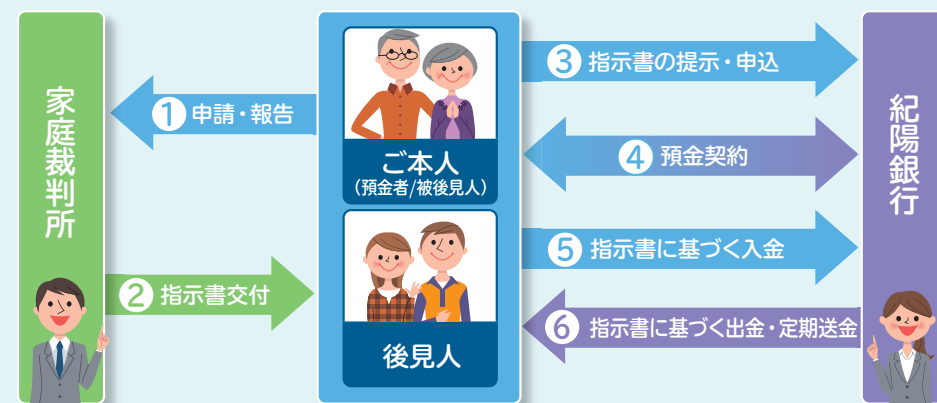 家庭裁判所
① 申請・報告
② 指示書交付
ご本人
（預金者/被後見人）
後見人
③ 指示書の提示・申込
④ 預金契約
⑤ 指示書に基づく入金
⑥ 指示書に基づく出金・定期送金
紀陽銀行